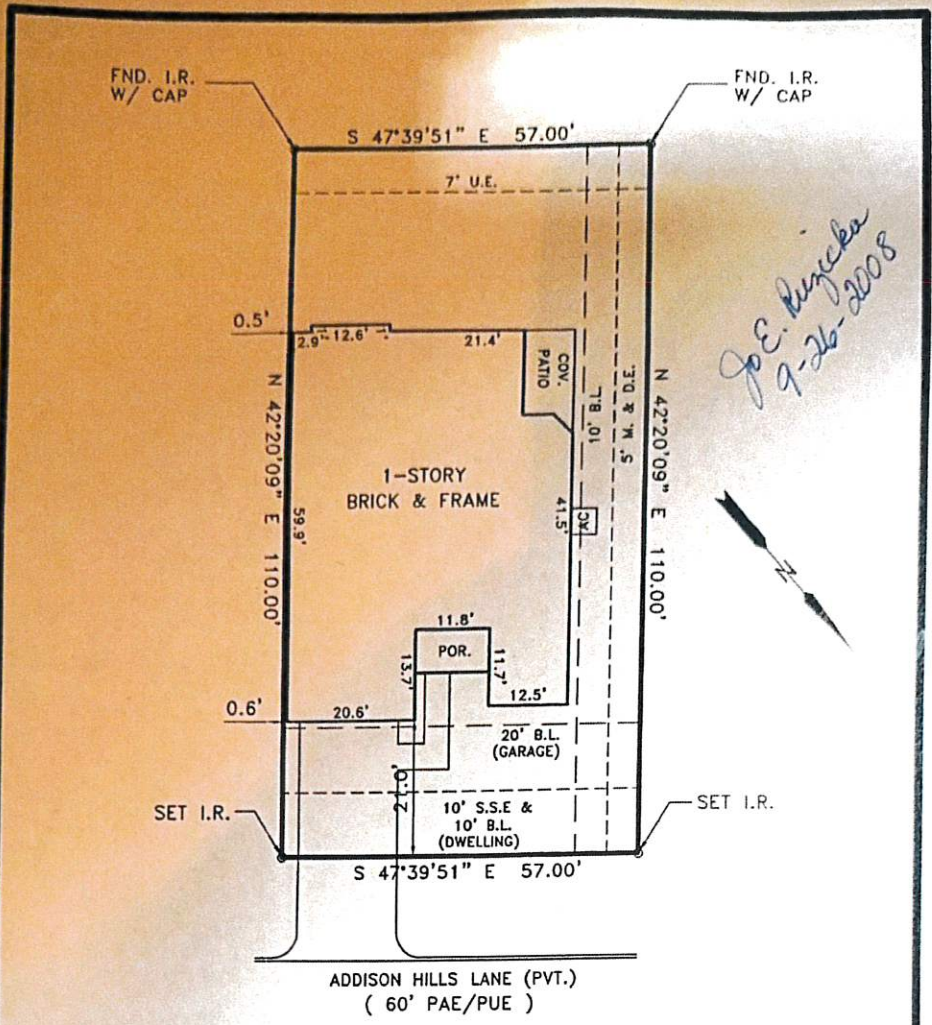 FND. I.R.
W/ CAP
FND. I.R.
W/ CAP
S 47°39'51" E 57.00'
7' U.E.
Jo E. Ruzicka
9-26-2008
0.5'
2.9'
1.'
12.6'
1.'
21.4'
COV.
PATIO
10' B.L.
5' M. & D.E.
N 42°20'09" E 110.00'
N 42°20'09" E 110.00'
1-STORY
BRICK & FRAME
59.9'
41.5'
AC
N
11.8'
POR.
13.7'
11.7'
12.5'
0.6'
20.6'
20' B.L.
(GARAGE)
21.0'
SET I.R.
10' S.S.E &
10' B.L.
(DWELLING)
SET I.R.
S 47°39'51" E 57.00'
ADDISON HILLS LANE (PVT.)
( 60' PAE/PUE )